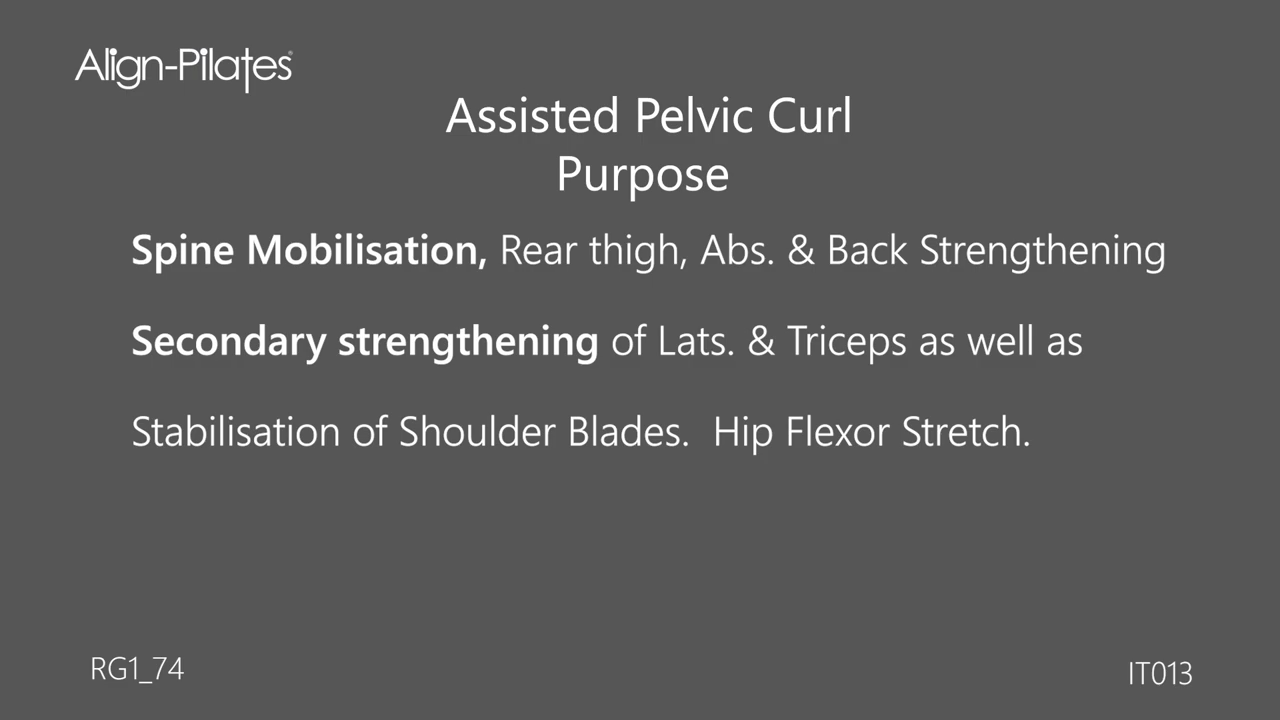 Align-Pilates®
Assisted Pelvic Curl
Purpose
Spine Mobilisation, Rear thigh, Abs. & Back Strengthening
Secondary strengthening of Lats. & Triceps as well as
Stabilisation of Shoulder Blades.  Hip Flexor Stretch.
RG1_74
IT013